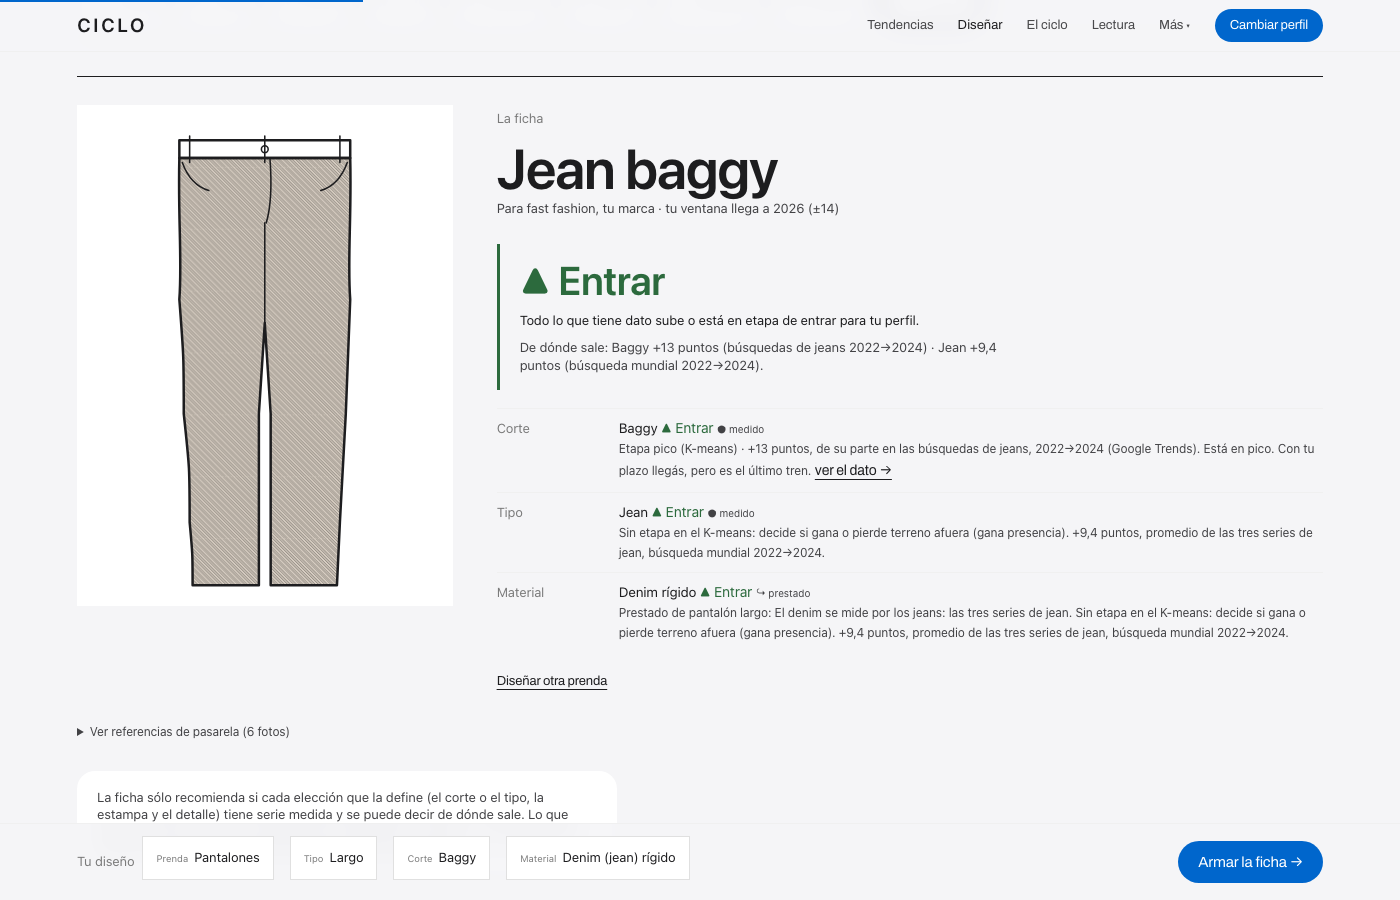 CICLO
Tendencias
Diseñar
El ciclo
Lectura
Más
Cambiar perfil
La ficha
Jean baggy
Para fast fashion, tu marca · tu ventana llega a 2026 (±14)
▲ Entrar
Todo lo que tiene dato sube o está en etapa de entrar para tu perfil.
De dónde sale: Baggy +13 puntos (búsquedas de jeans 2022→2024) · Jean +9,4
puntos (búsqueda mundial 2022→2024).
Corte
Baggy ▲ Entrar ● medido
Etapa pico (K-means) · +13 puntos, de su parte en las búsquedas de jeans, 2022→2024 (Google Trends). Está en pico. Con tu
plazo llegás, pero es el último tren. ver el dato →
Tipo
Jean ▲ Entrar ● medido
Sin etapa en el K-means: decide si gana o pierde terreno afuera (gana presencia). +9,4 puntos, promedio de las tres series de
jean, búsqueda mundial 2022→2024.
Material
Denim rígido ▲ Entrar ↪ prestado
Prestado de pantalón largo: El denim se mide por los jeans: las tres series de jean. Sin etapa en el K-means: decide si gana o
pierde terreno afuera (gana presencia). +9,4 puntos, promedio de las tres series de jean, búsqueda mundial 2022→2024.
Diseñar otra prenda
▶ Ver referencias de pasarela (6 fotos)
La ficha sólo recomienda si cada elección que la define (el corte o el tipo, la
estampa y el detalle) tiene serie medida y se puede decir de dónde sale. Lo que
Tu diseño
Prenda Pantalones
Tipo Largo
Corte Baggy
Material Denim (jean) rígido
Armar la ficha →